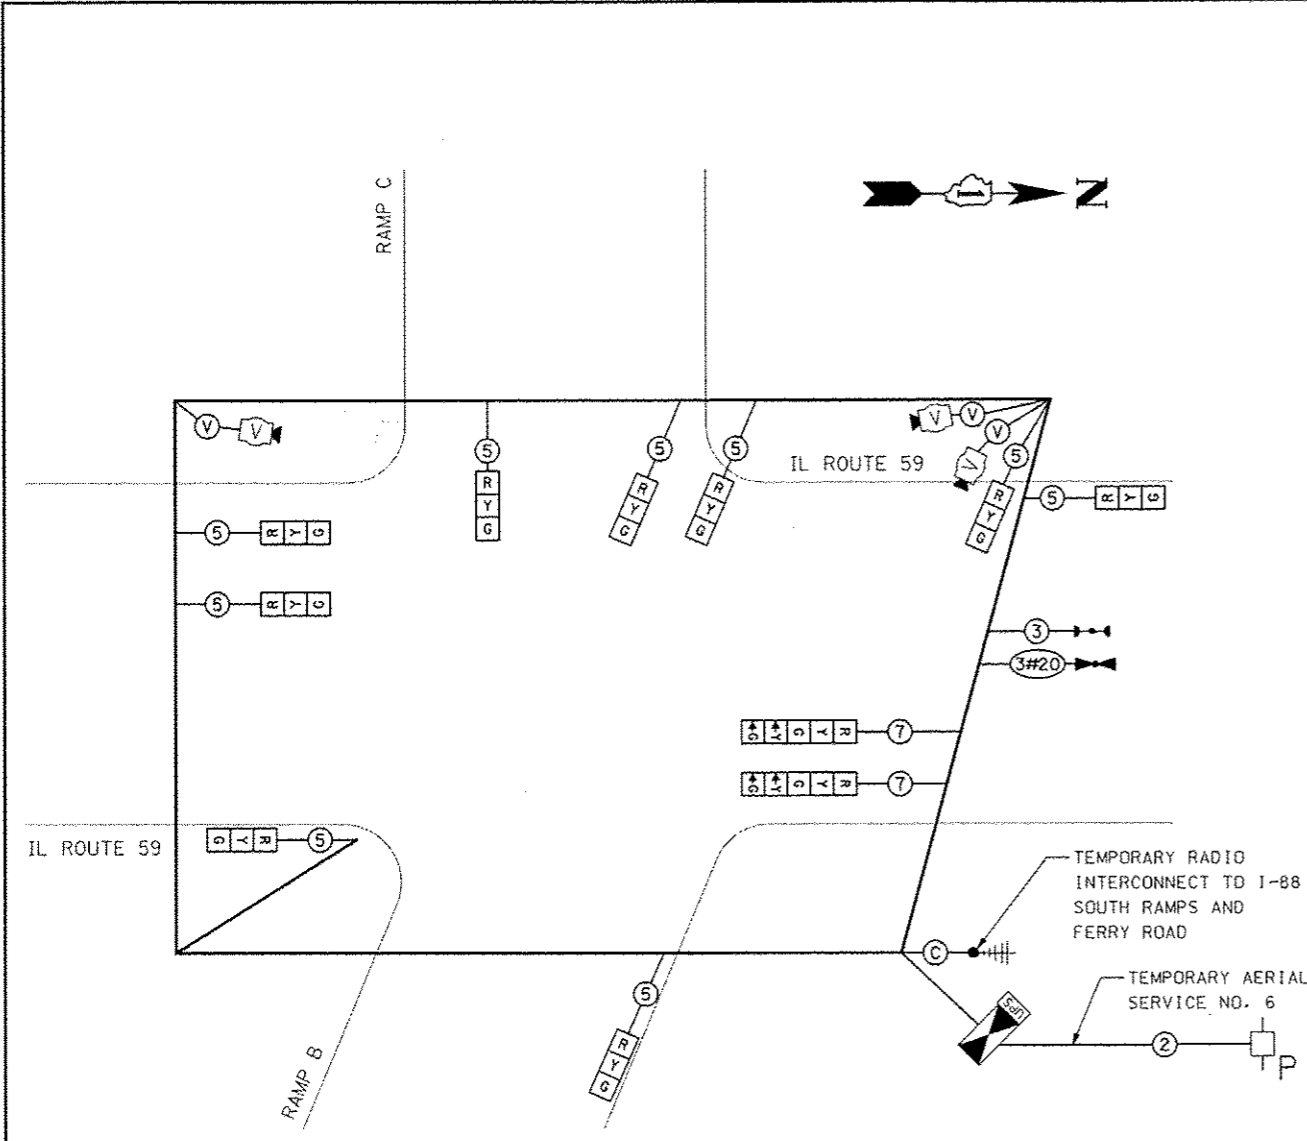 RAMP C
1
N
V
V
5
5
5
V
V
V
5
IL ROUTE 59
R
Y
G
R
Y
G
R
Y
G
R
Y
G
5
R Y G
5
R Y G
5
R Y G
3
3#20
G Y G Y R
7
G Y G Y R
7
IL ROUTE 59
G Y R
5
TEMPORARY RADIO
INTERCONNECT TO I-88
SOUTH RAMPS AND
FERRY ROAD
C
TEMPORARY AERIAL
SERVICE NO. 6
5
UPS
2
P
R
Y
G
RAMP B